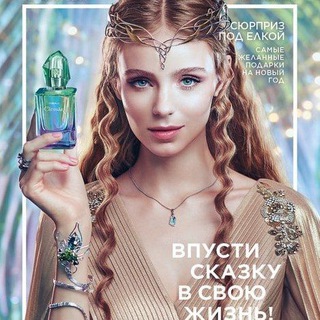 СЮРПРИЗ
ПОД ЕЛКОЙ
САМЫЕ
ЖЕЛАННЫЕ
ПОДАРКИ
НА НОВЫЙ
ГОД
ВПУСТИ
СКАЗКУ
В СВОЮ
ЖИЗНЬ!